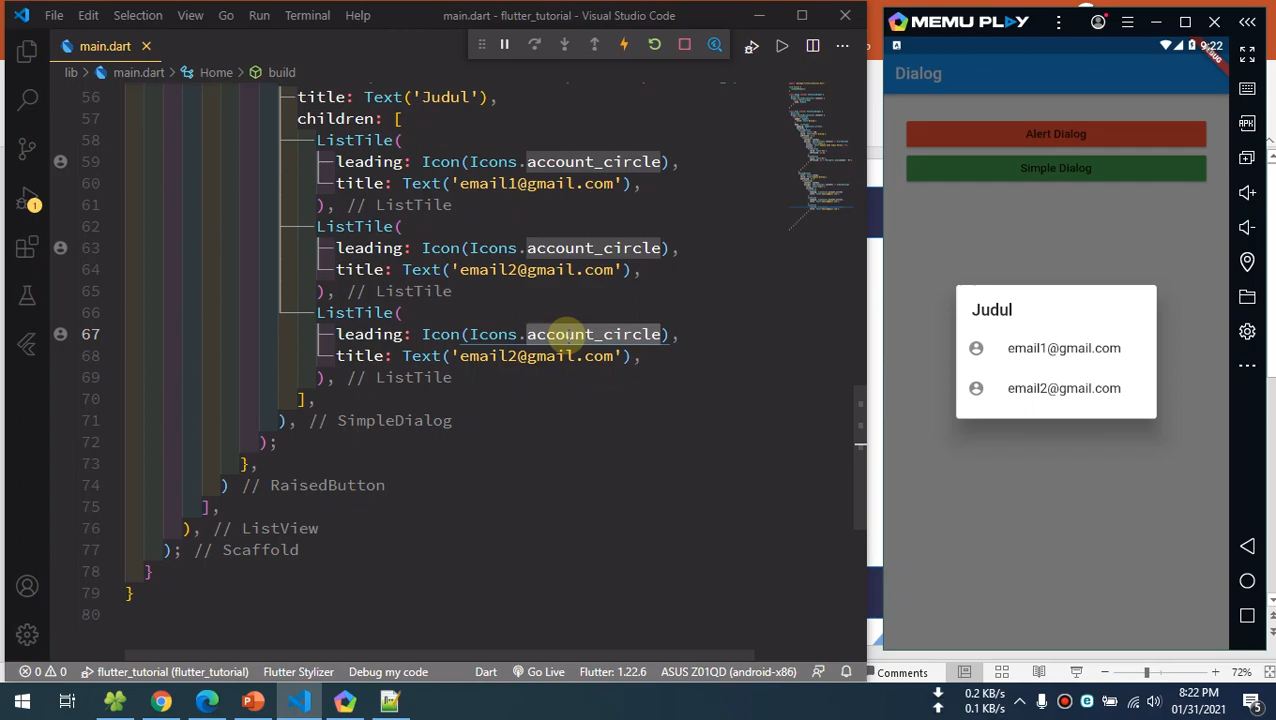 File Edit Selection View Go Run Terminal Help
main.dart - flutter_tutorial - Visual Studio Code
main.dart
lib > main.dart > Home > build
56 title: Text('Judul'),
57 children: [
58 ListTile(
59 leading: Icon(Icons.account_circle),
60 title: Text('email1@gmail.com'),
61 ), // ListTile
62 ListTile(
63 leading: Icon(Icons.account_circle),
64 title: Text('email2@gmail.com'),
65 ), // ListTile
66 ListTile(
67 leading: Icon(Icons.account_circle),
68 title: Text('email2@gmail.com'),
69 ), // ListTile
70 ],
71 ), // SimpleDialog
72 );
73 },
74 ) // RaisedButton
75 ],
76 ), // ListView
77 ); // Scaffold
78 }
79 }
80
1
0 0 flutter_tutorial (flutter_tutorial) Flutter Stylizer Debug my code Dart Go Live Flutter: 1.22.6 ASUS Z01QD (android-x86)
MEMU PLAY
9:22
Dialog
Alert Dialog
Simple Dialog
Judul
email1@gmail.com
email2@gmail.com
Comments
72%
0.2 KB/s
0.1 KB/s
8:22 PM
01/31/2021
5